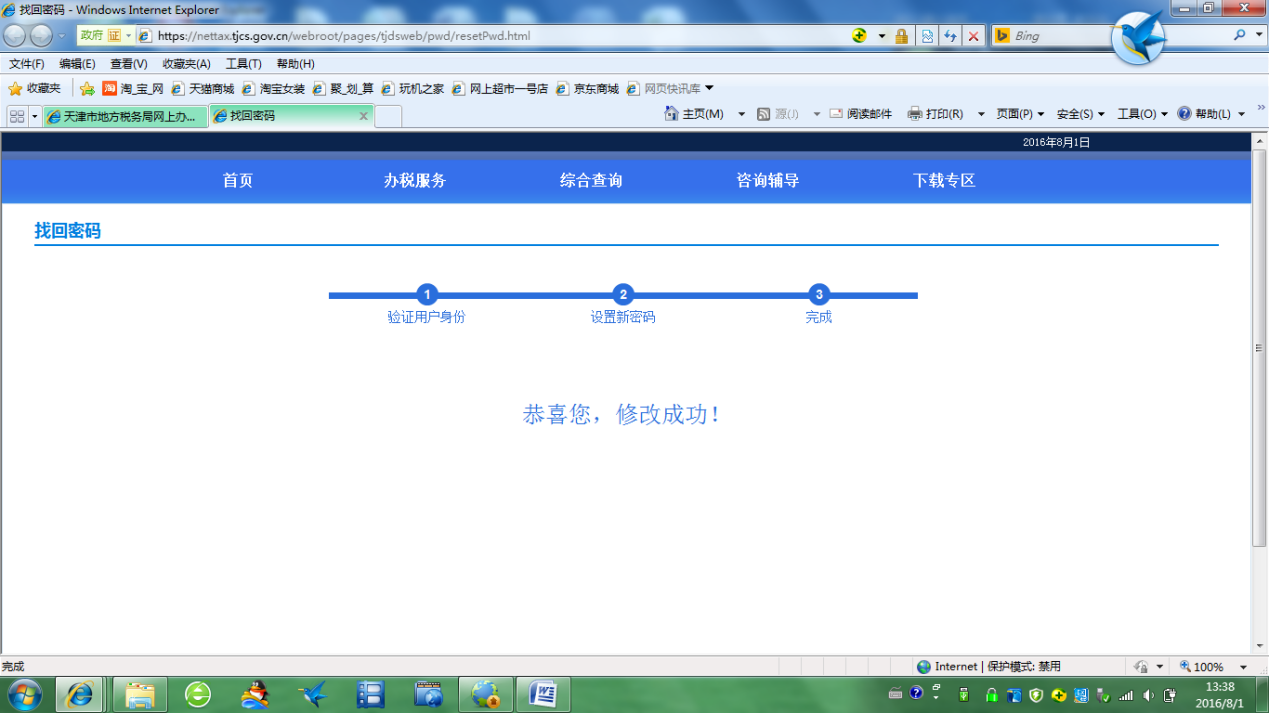 找回密码 - Windows Internet Explorer
政府 证 https://nettax.tjcs.gov.cn/webroot/pages/tjdsweb/pwd/resetPwd.html Bing
文件(F) 编辑(E) 查看(V) 收藏夹(A) 工具(T) 帮助(H)
收藏夹 淘 淘_宝_网 天猫商城 淘宝女装 聚_划_算 玩机之家 网上超市一号店 京东商城 网页快讯库
天津市地方税务局网上办... 找回密码 x 主页(M) 源(J) 阅读邮件 打印(R) 页面(P) 安全(S) 工具(O) 帮助(L) »
2016年8月1日
首页 办税服务 综合查询 咨询辅导 下载专区
找回密码
1 2 3
验证用户身份 设置新密码 完成
恭喜您，修改成功！
完成 Internet | 保护模式: 禁用 100%
13:38
2016/8/1